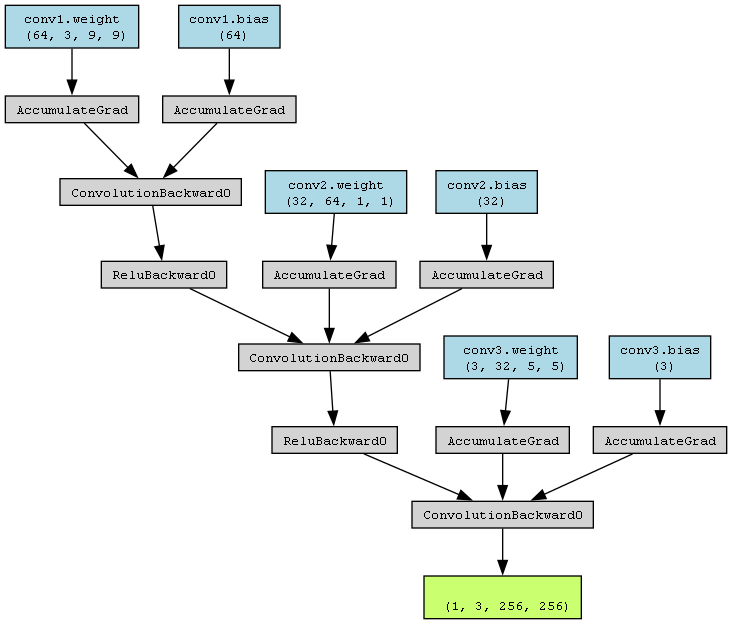 conv1.weight
(64, 3, 9, 9)
conv1.bias
(64)
AccumulateGrad
AccumulateGrad
ConvolutionBackward0
conv2.weight
(32, 64, 1, 1)
conv2.bias
(32)
ReluBackward0
AccumulateGrad
AccumulateGrad
ConvolutionBackward0
conv3.weight
(3, 32, 5, 5)
conv3.bias
(3)
ReluBackward0
AccumulateGrad
AccumulateGrad
ConvolutionBackward0
(1, 3, 256, 256)